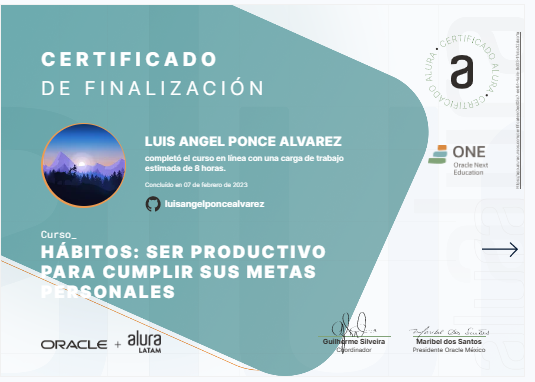 CERTIFICADO
DE FINALIZACIÓN
LUIS ANGEL PONCE ALVAREZ
completó el curso en línea con una carga de trabajo
estimada de 8 horas.
Concluido en 07 de febrero de 2023
luisangelponcealvarez
Curso_
HÁBITOS: SER PRODUCTIVO
PARA CUMPLIR SUS METAS
PERSONALES
ORACLE + alura
LATAM
Guilherme Silveira
Coordinador
Maribel dos Santos
Presidente Oracle México
CERTIFICADO ALURA • CERTIFICADO ALURA •
a
ONE
Oracle Next
Education